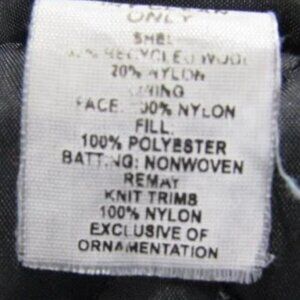 ONLY
SHELL
RECYCLED WOOL
20% NYLON
LINING
FACE: 100% NYLON
FILL:
100% POLYESTER
BATTING: NONWOVEN
REMAY
KNIT TRIMS
100% NYLON
EXCLUSIVE OF
ORNAMENTATION